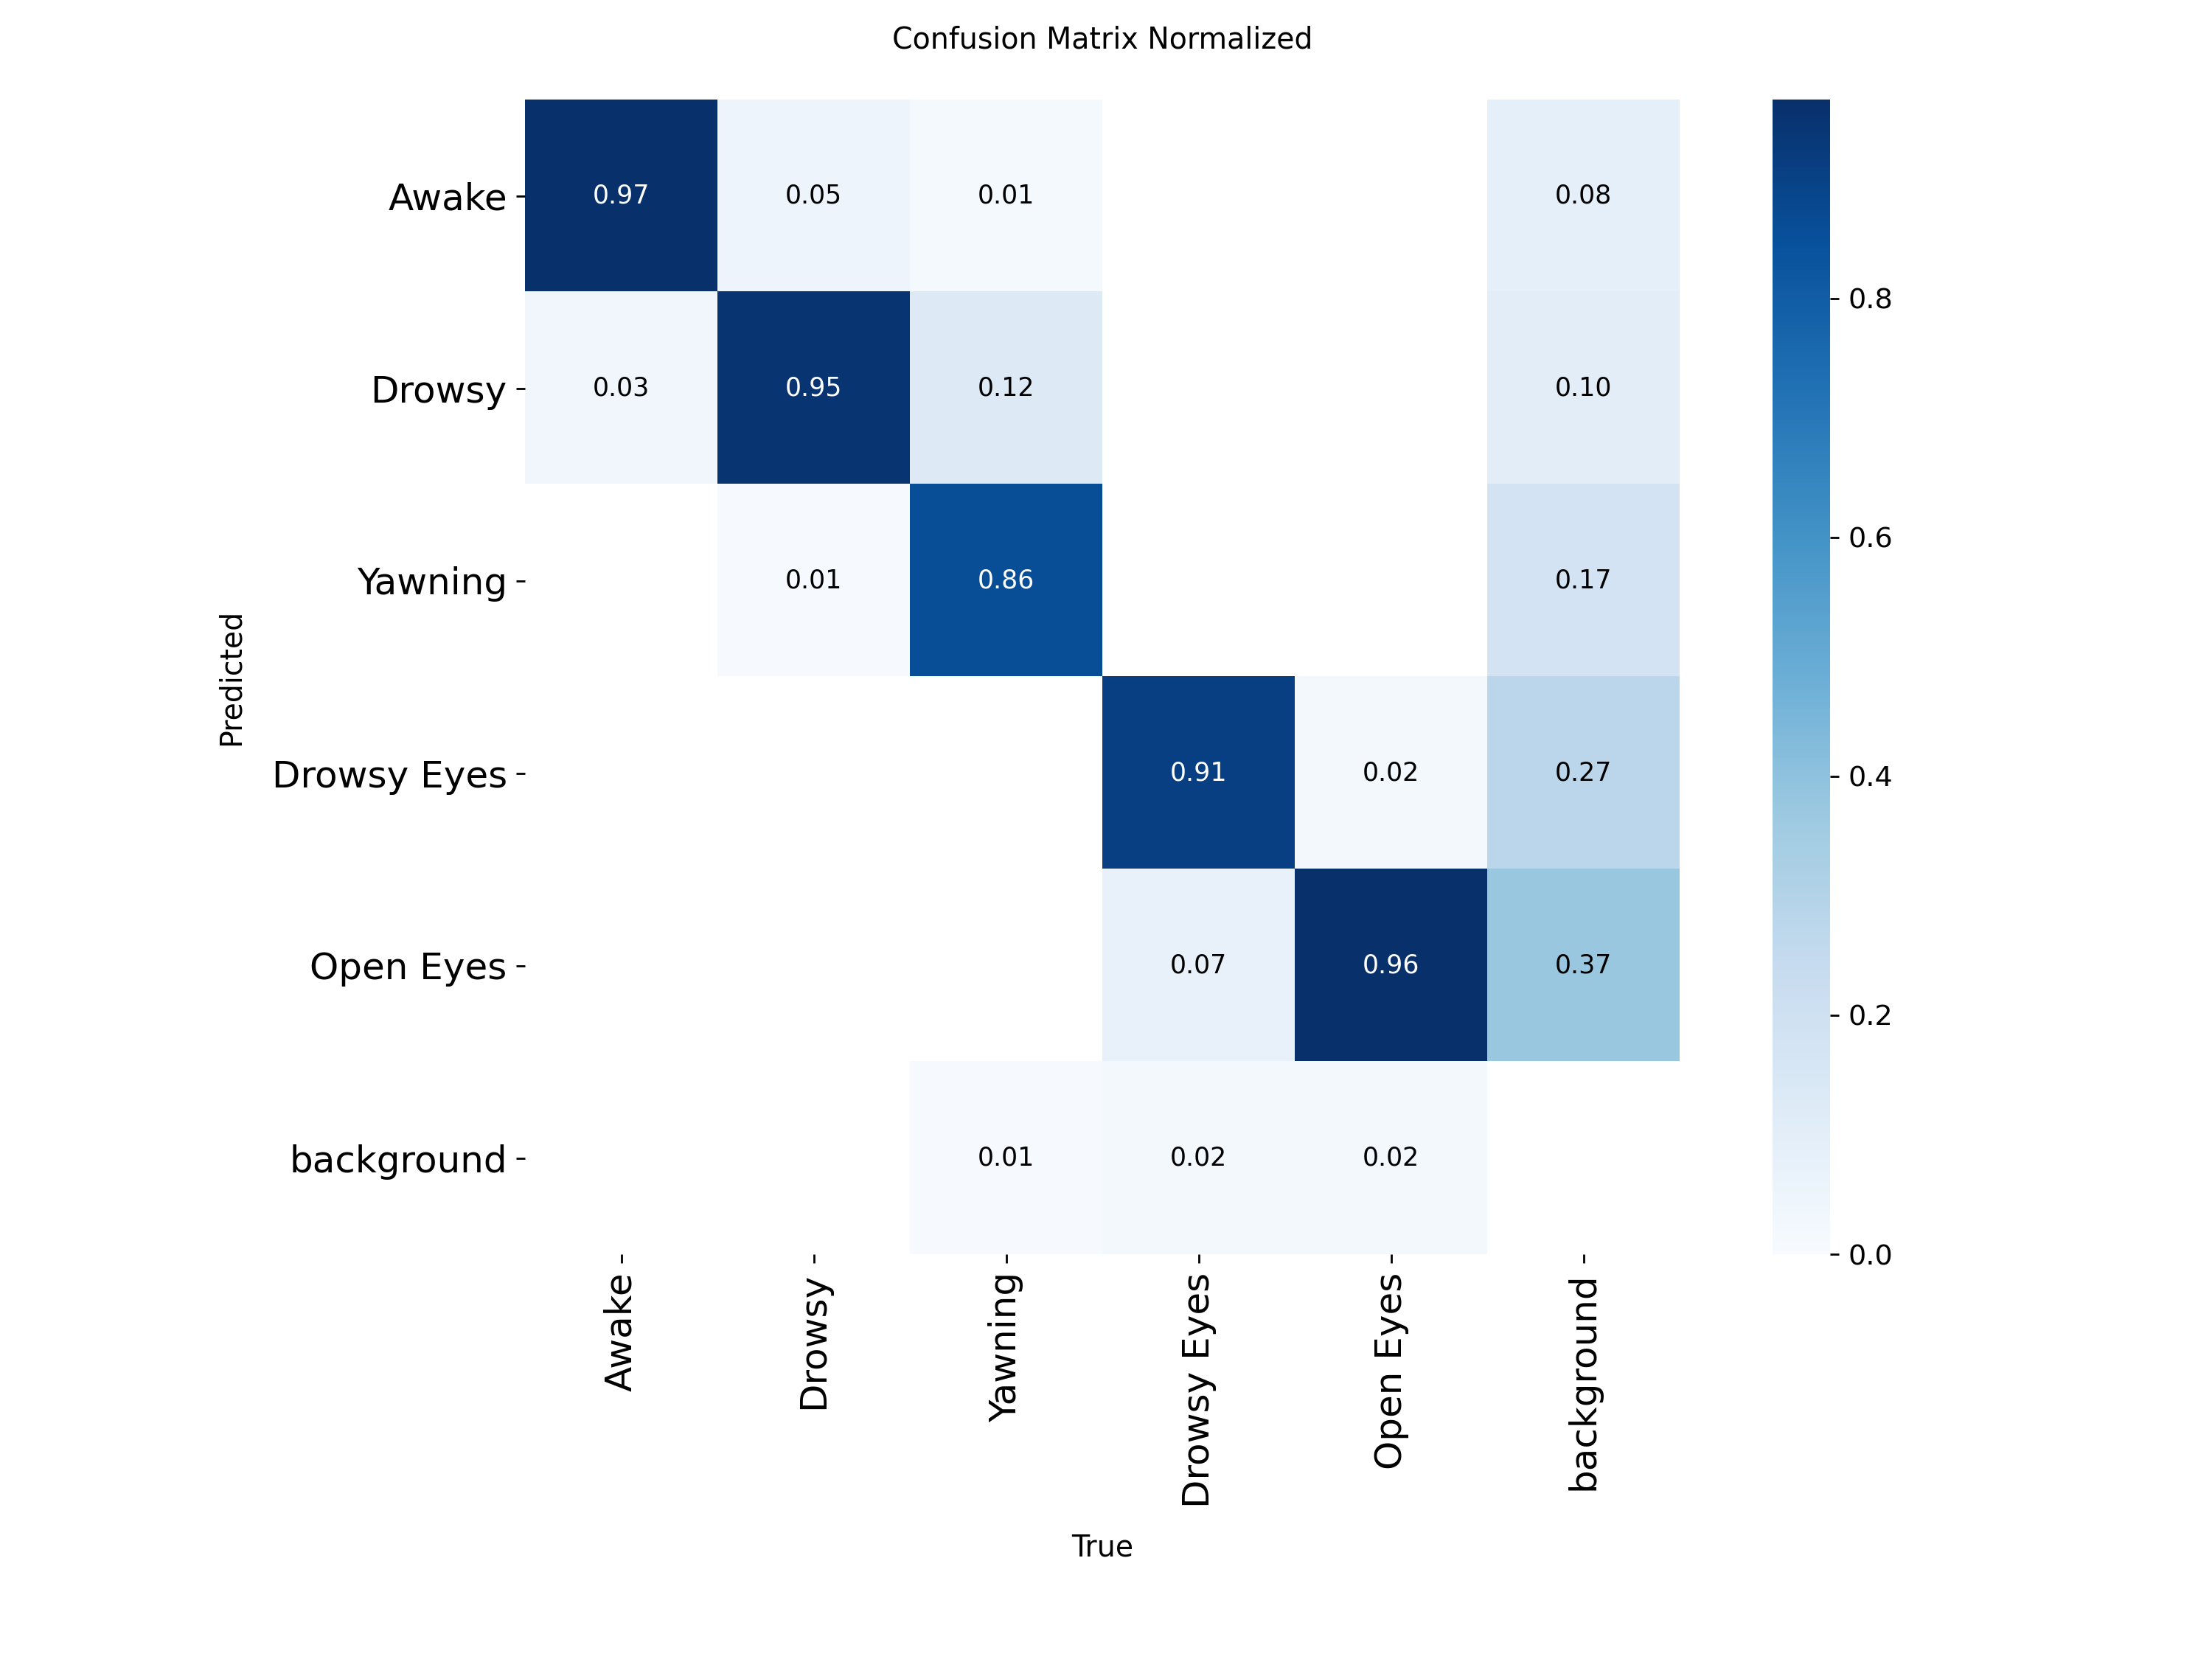 Confusion Matrix Normalized
Awake 0.97 0.05 0.01 0.08
Drowsy 0.03 0.95 0.12 0.10
Yawning 0.01 0.86 0.17
Drowsy Eyes 0.91 0.02 0.27
Open Eyes 0.07 0.96 0.37
background 0.01 0.02 0.02
Predicted
Awake
Drowsy
Yawning
Drowsy Eyes
Open Eyes
background
True
0.8
0.6
0.4
0.2
0.0